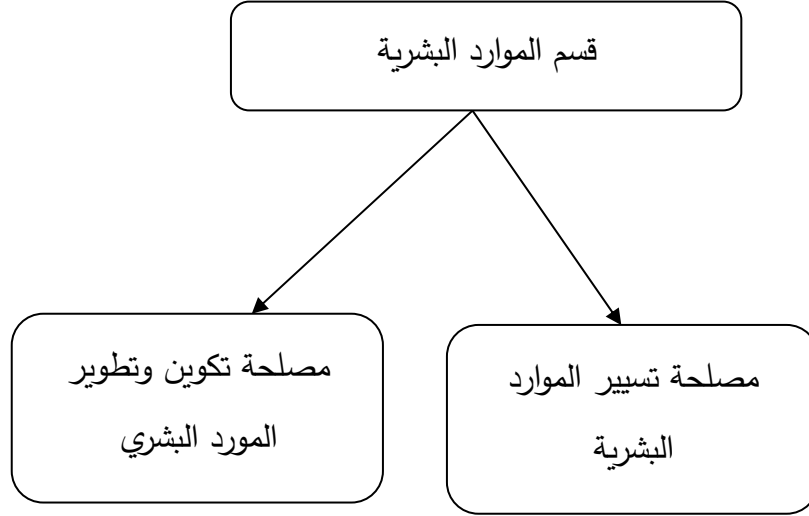 قسم الموارد البشرية
مصلحة تسيير الموارد
البشرية
مصلحة تكوين وتطوير
المورد البشري